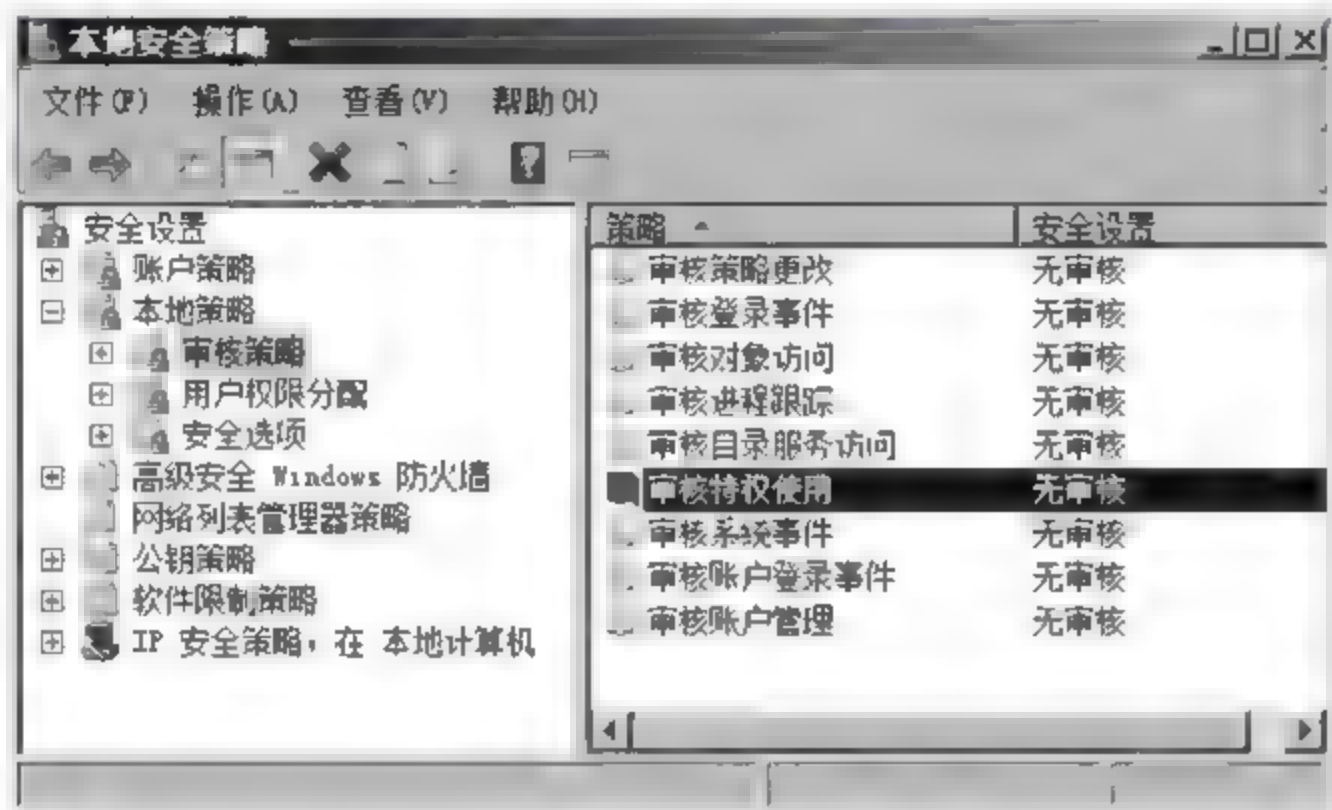 本地安全策略
文件(F) 操作(A) 查看(V) 帮助(H)
安全设置
账户策略
本地策略
审核策略
用户权限分配
安全选项
高级安全 Windows 防火墙
网络列表管理器策略
公钥策略
软件限制策略
IP 安全策略，在 本地计算机
策略 安全设置
审核策略更改 无审核
审核登录事件 无审核
审核对象访问 无审核
审核进程跟踪 无审核
审核目录服务访问 无审核
审核特权使用 无审核
审核系统事件 无审核
审核账户登录事件 无审核
审核账户管理 无审核